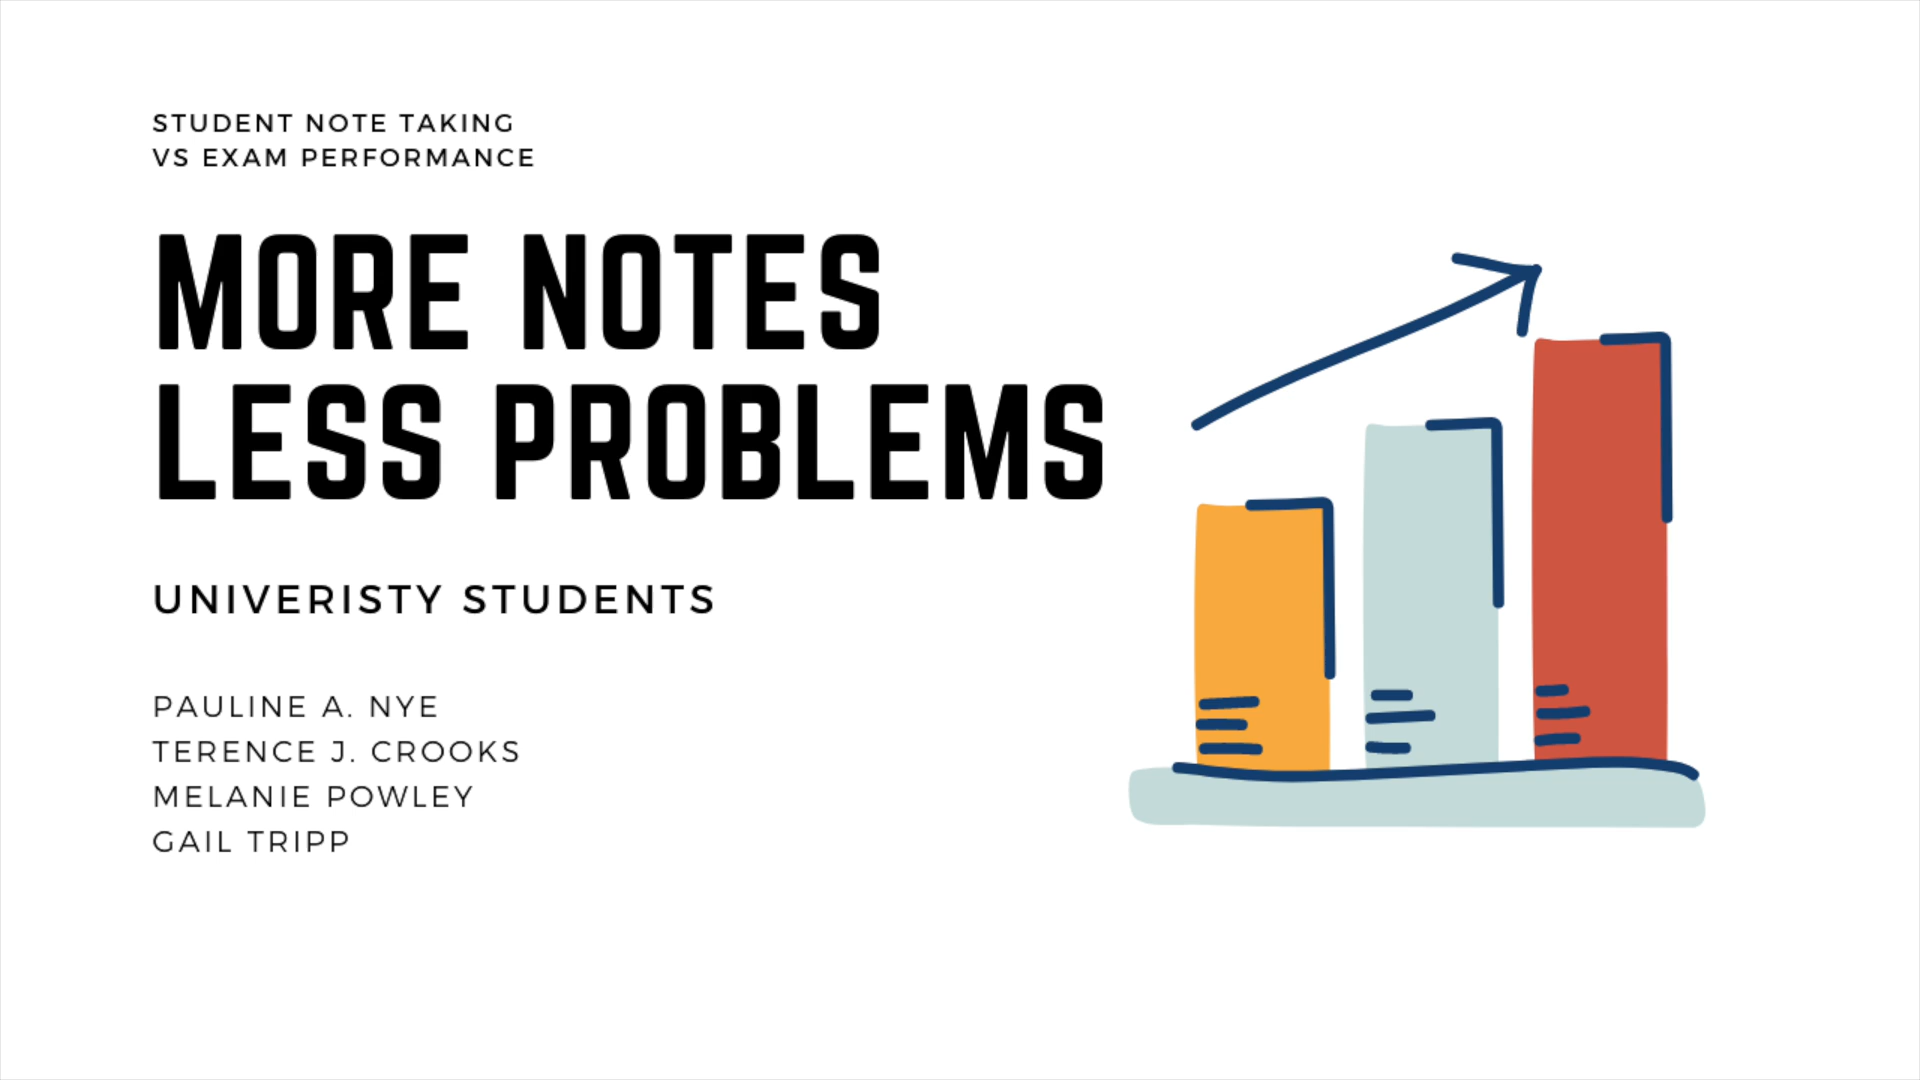 STUDENT NOTE TAKING
VS EXAM PERFORMANCE
MORE NOTES
LESS PROBLEMS
UNIVERISTY STUDENTS
PAULINE A. NYE
TERENCE J. CROOKS
MELANIE POWLEY
GAIL TRIPP